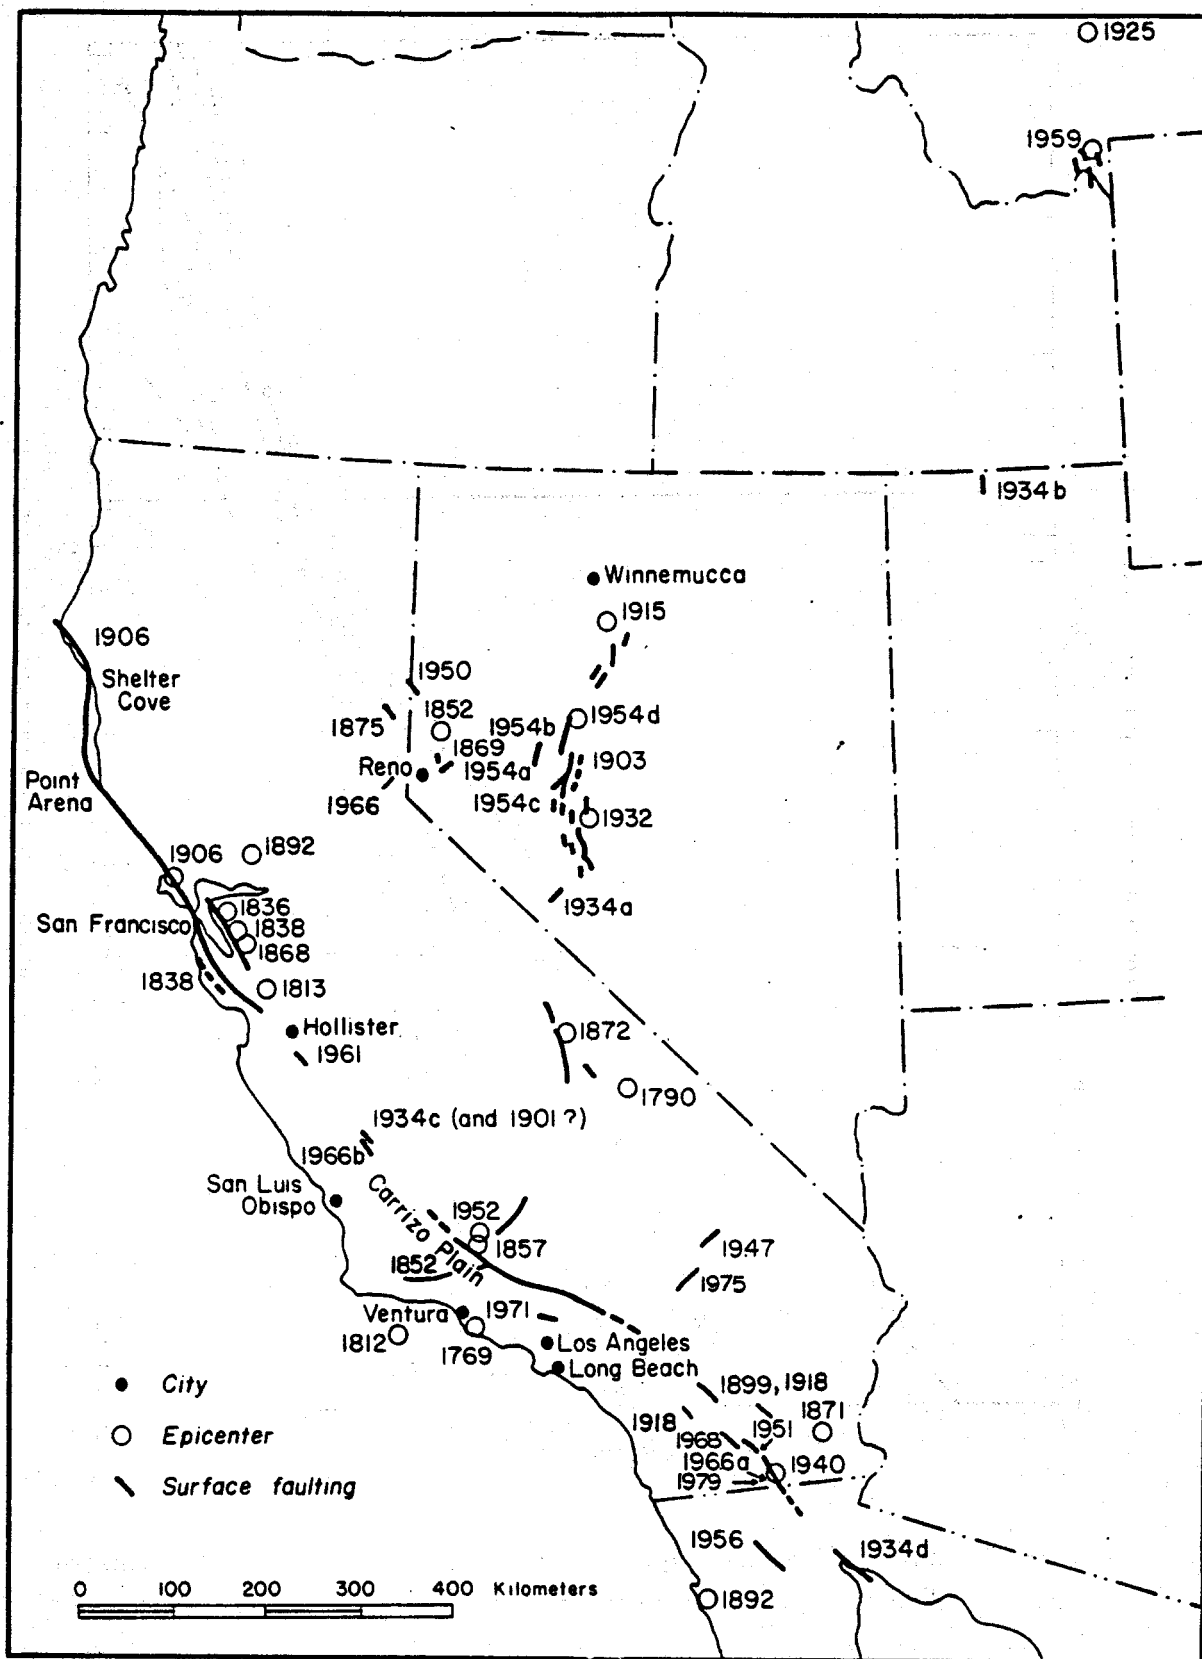 1925
1959
1934b
Winnemucca
1915
1906
Shelter
Cove
1950
1875
1852
1954b
1954d
1869
Reno
1954a
1903
1966
1954c
1932
Point
Arena
1906
1892
1934a
1836
San Francisco
1838
1868
1838
1813
Hollister
1872
1961
1790
1934c (and 1901?)
1966b
San Luis
Obispo
Carrizo Plain
1952
1857
1852
1947
1975
Ventura
1971
1812
1769
Los Angeles
Long Beach
City
1899, 1918
1918
1871
Epicenter
1968
1951
1966a
1940
1979
Surface faulting
1956
1934d
0 100 200 300 400 Kilometers
1892